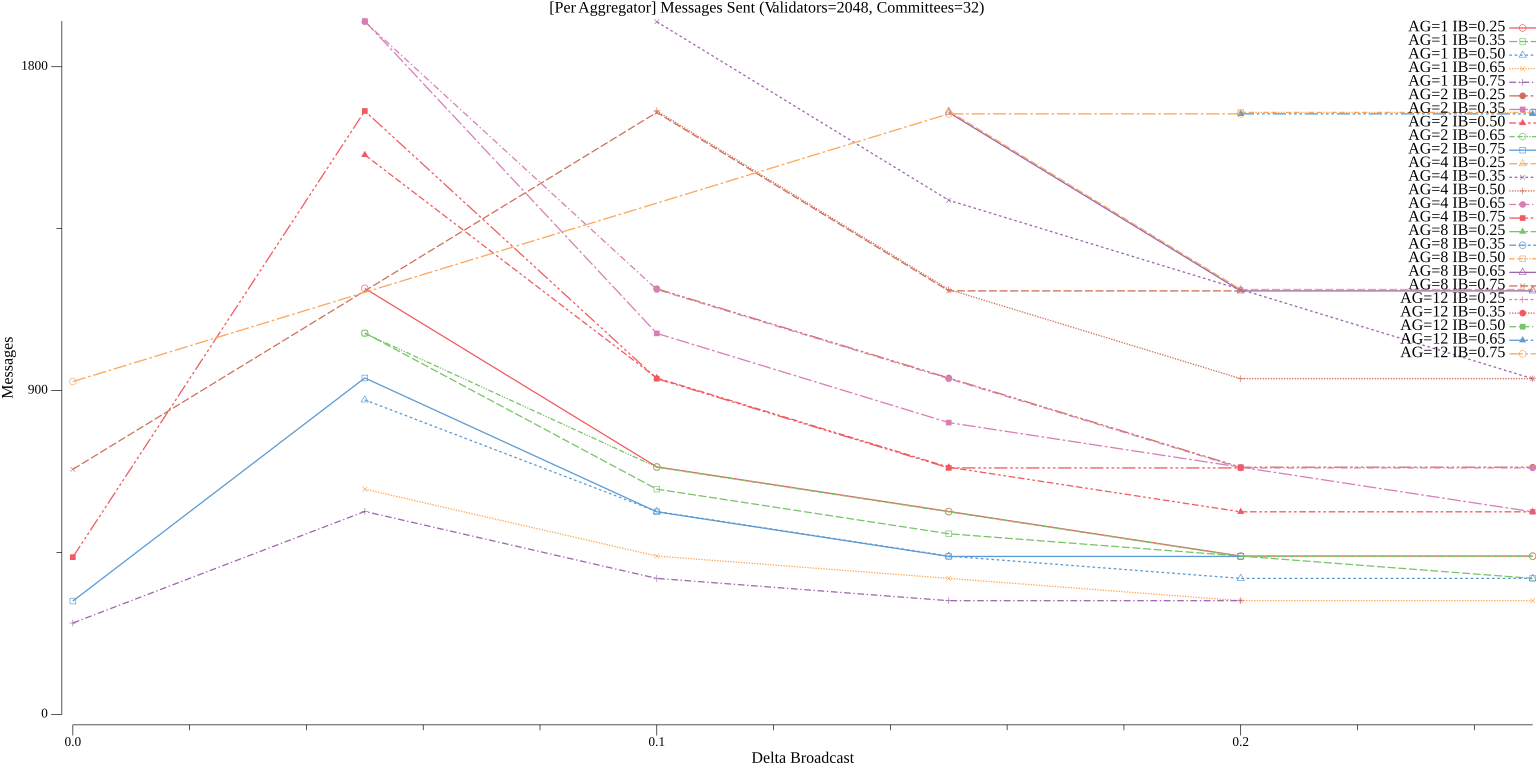 [Per Aggregator] Messages Sent (Validators=2048, Committees=32)
AG=1 IB=0.25
AG=1 IB=0.35
AG=1 IB=0.50
AG=1 IB=0.65
AG=1 IB=0.75
AG=2 IB=0.25
AG=2 IB=0.35
AG=2 IB=0.50
AG=2 IB=0.65
AG=2 IB=0.75
AG=4 IB=0.25
AG=4 IB=0.35
AG=4 IB=0.50
AG=4 IB=0.65
AG=4 IB=0.75
AG=8 IB=0.25
AG=8 IB=0.35
AG=8 IB=0.50
AG=8 IB=0.65
AG=8 IB=0.75
AG=12 IB=0.25
AG=12 IB=0.35
AG=12 IB=0.50
AG=12 IB=0.65
AG=12 IB=0.75
1800
900
0
Messages
0.0
0.1
0.2
Delta Broadcast